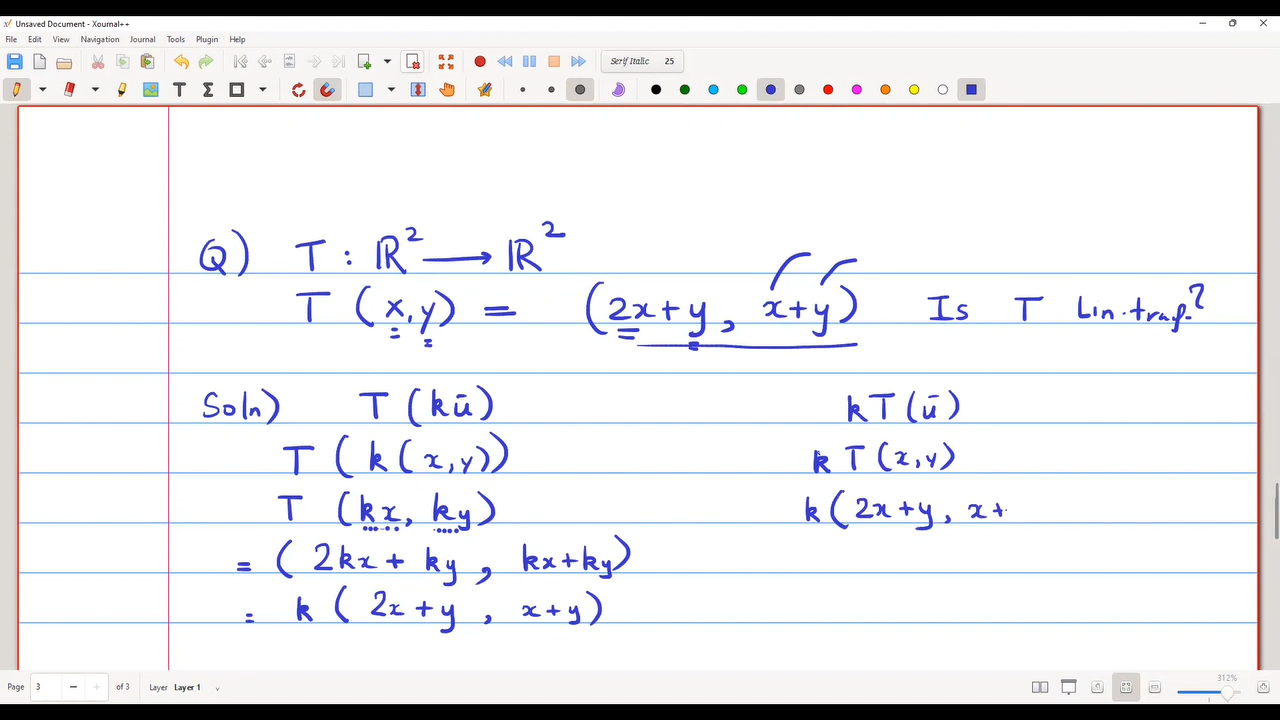 Unsaved Document - Xournal++
File Edit View Navigation Journal Tools Plugin Help
Serif Italic 25
Q) T : ℝ² ⟶ ℝ²
T (x,y) = (2x+y, x+y) Is T Lin.traf.?
Soln) T (kū) kT(ū)
T (k(x,y)) k T(x,y)
T (kx, ky) k(2x+y, x+
= (2kx + ky, kx+ky)
= k (2x+y, x+y)
Page 3 of 3 Layer Layer 1 312%